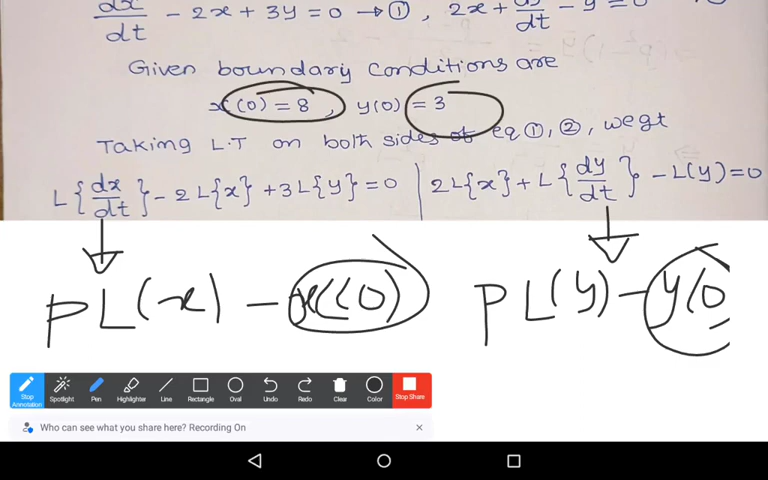 dx/dt - 2x + 3y = 0 → ①, 2x + dy/dt - y = 0
Given boundary conditions are
x(0) = 8, y(0) = 3
Taking L.T on both sides of eq ①, ②, we get
L{dx/dt} - 2L{x} + 3L{y} = 0 | 2L{x} + L{dy/dt} - L(y) = 0
pL(x) - x(0) pL(y) - y(0
Stop Annotation Spotlight Pen Highlighter Line Rectangle Oval Undo Redo Clear Color Stop Share
Who can see what you share here? Recording On